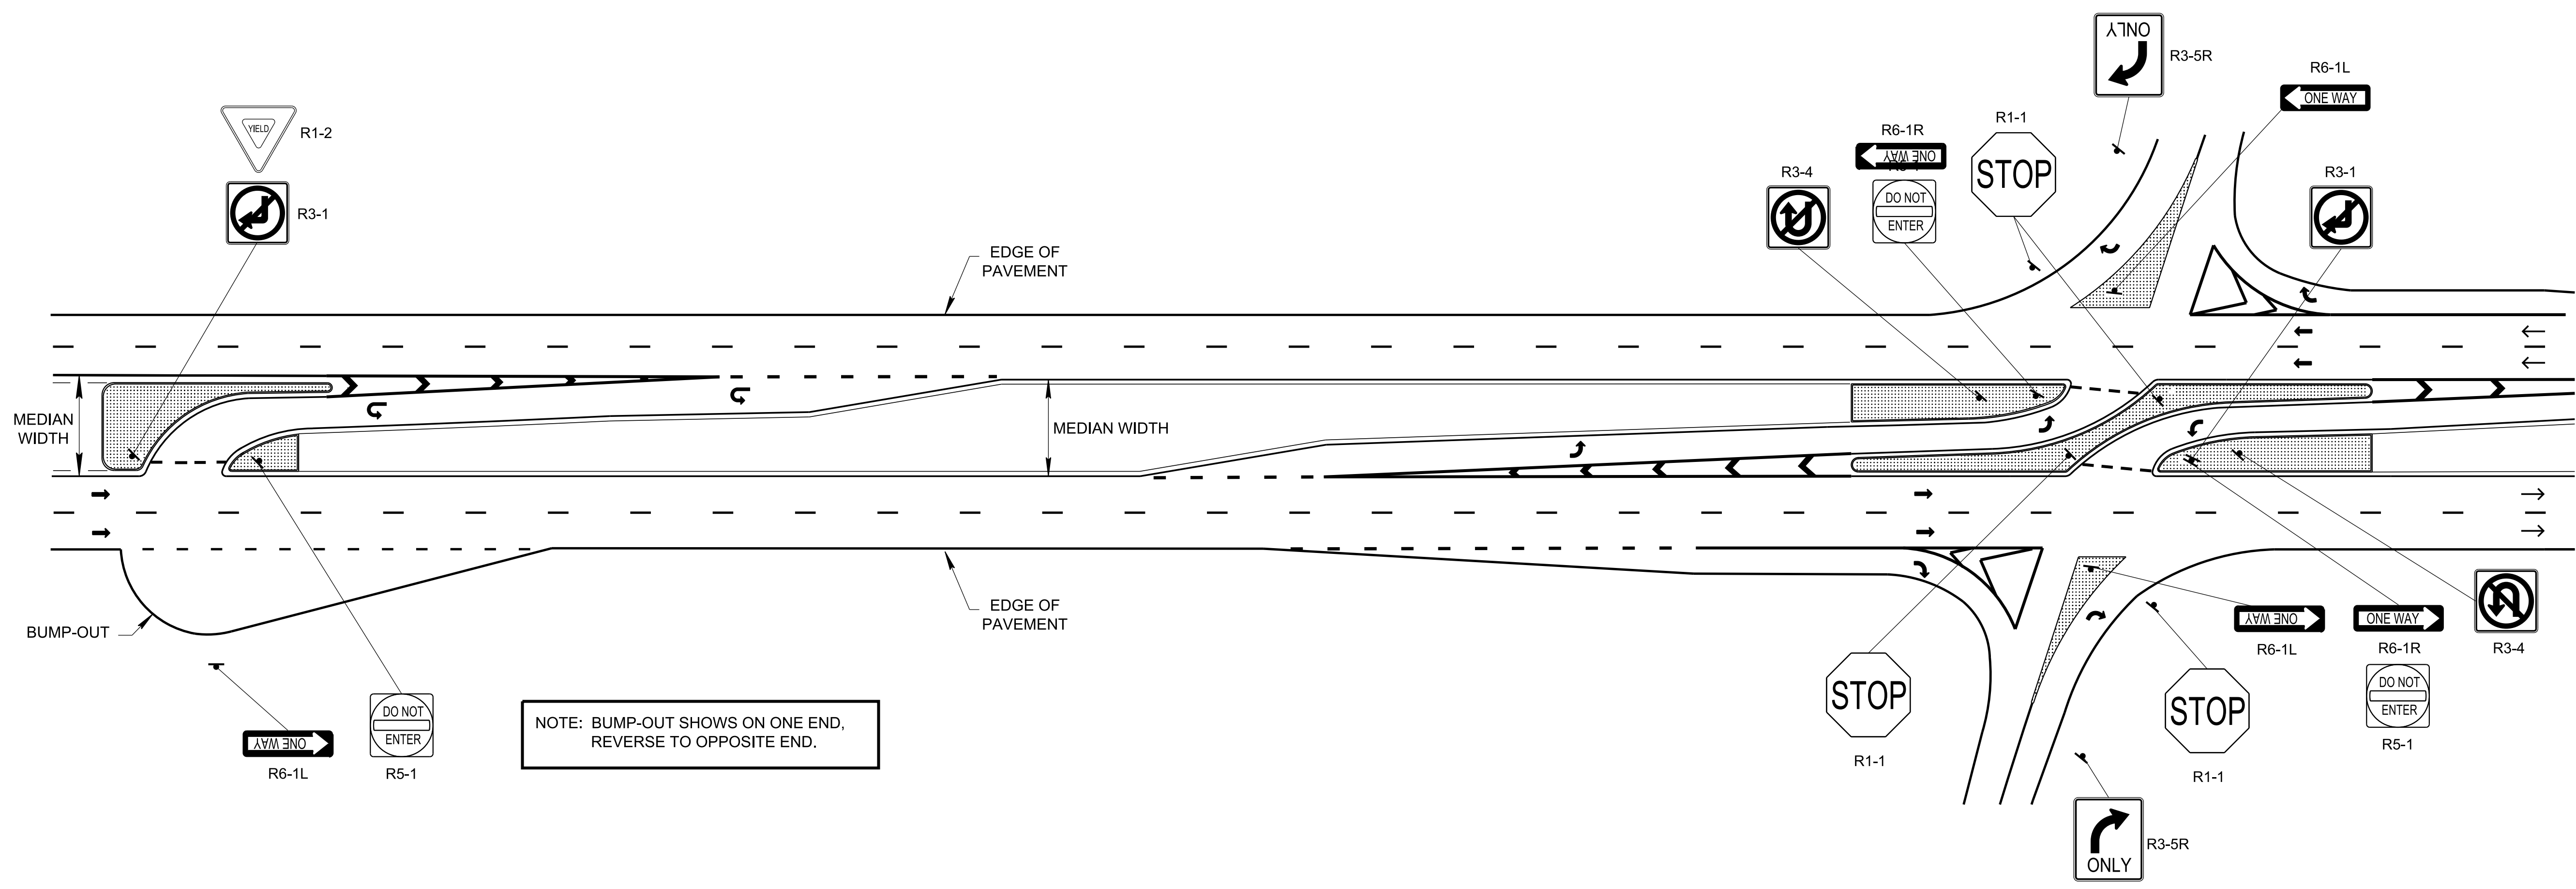 ONLY
R3-5R
R6-1L
ONE WAY
YIELD
R1-2
R1-1
R6-1R
ONE WAY
R5-1
STOP
R3-4
DO NOT
ENTER
R3-1
R3-1
EDGE OF
PAVEMENT
MEDIAN
WIDTH
MEDIAN WIDTH
EDGE OF
PAVEMENT
BUMP-OUT
ONE WAY
R6-1L
ONE WAY
R6-1R
R3-4
STOP
R1-1
STOP
R1-1
DO NOT
ENTER
R5-1
DO NOT
ENTER
R5-1
ONE WAY
R6-1L
NOTE: BUMP-OUT SHOWS ON ONE END,
REVERSE TO OPPOSITE END.
ONLY
R3-5R